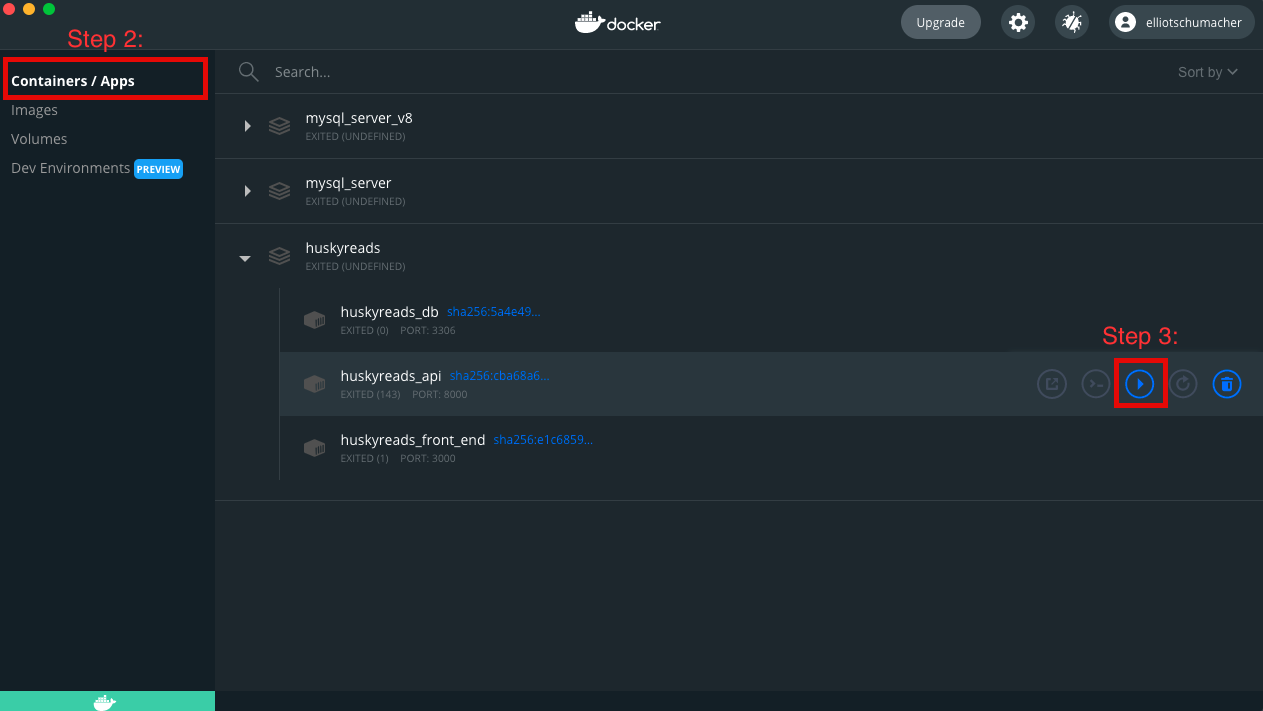 docker
Upgrade
elliotschumacher
Step 2:
Containers / Apps
Images
Volumes
Dev Environments PREVIEW
Search...
Sort by
mysql_server_v8
EXITED (UNDEFINED)
mysql_server
EXITED (UNDEFINED)
huskyreads
EXITED (UNDEFINED)
huskyreads_db sha256:5a4e49...
EXITED (0) PORT: 3306
Step 3:
huskyreads_api sha256:cba68a6...
EXITED (143) PORT: 8000
huskyreads_front_end sha256:e1c6859...
EXITED (1) PORT: 3000